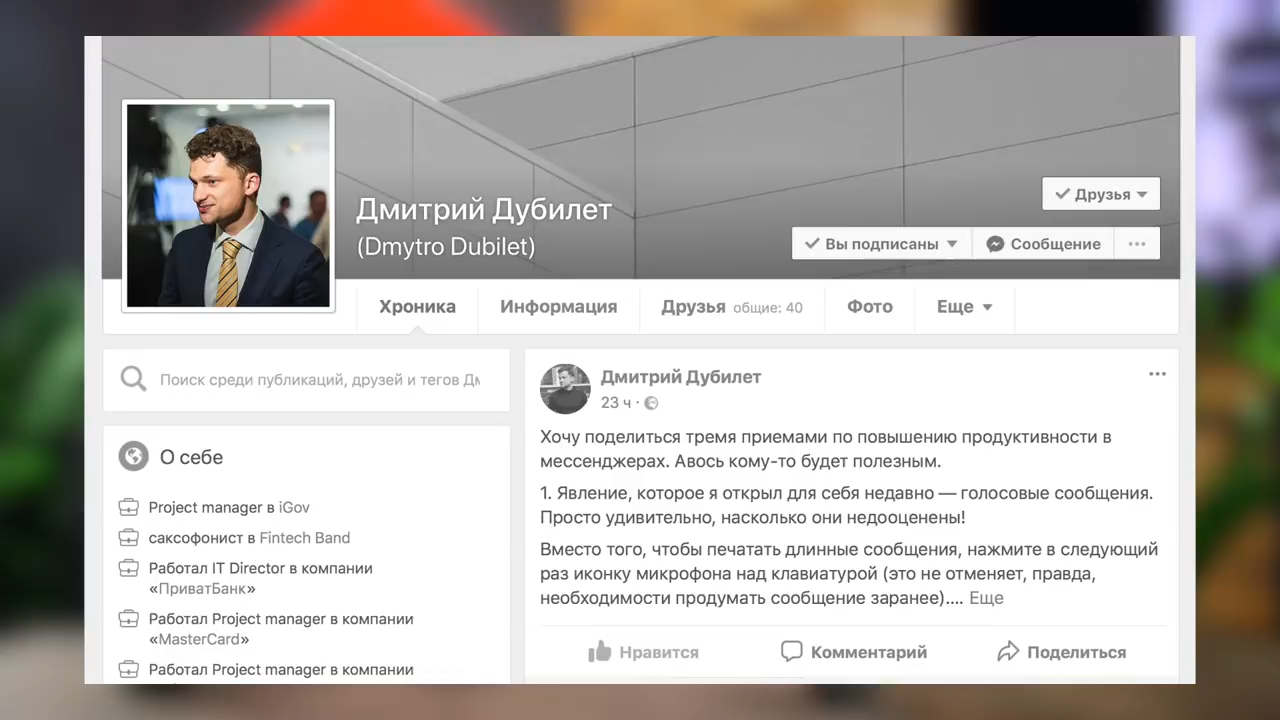 Дмитрий Дубилет
(Dmytro Dubilet)
Друзья
Вы подписаны
Сообщение
Хроника
Информация
Друзья общие: 40
Фото
Еще
Поиск среди публикаций, друзей и тегов
О себе
Project manager в iGov
саксофонист в Fintech Band
Работал IT Director в компании
«ПриватБанк»
Работал Project manager в компании
«MasterCard»
Работал Project manager в компании
Дмитрий Дубилет
23 ч ·
Хочу поделиться тремя приемами по повышению продуктивности в
мессенджерах. Авось кому-то будет полезным.
1. Явление, которое я открыл для себя недавно — голосовые сообщения.
Просто удивительно, насколько они недооценены!
Вместо того, чтобы печатать длинные сообщения, нажмите в следующий
раз иконку микрофона над клавиатурой (это не отменяет, правда,
необходимости продумать сообщение заранее).... Еще
Нравится
Комментарий
Поделиться